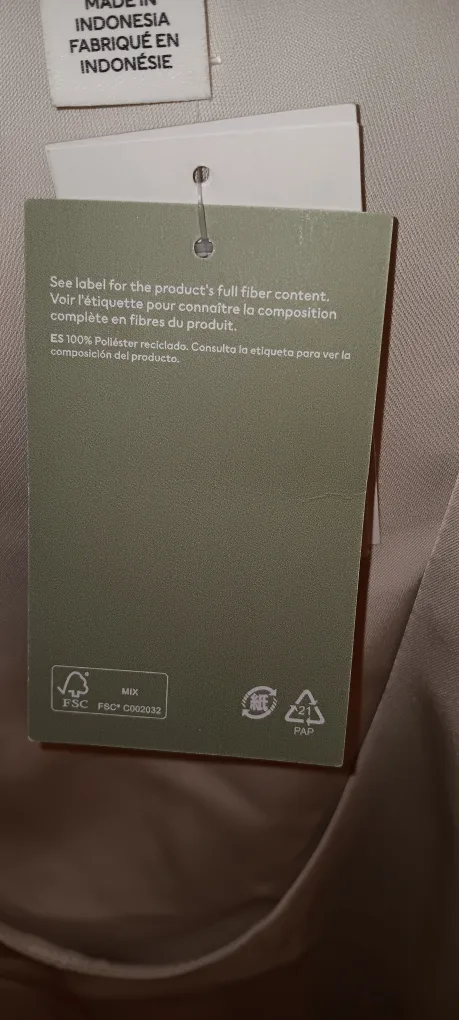 MADE IN
INDONESIA
FABRIQUÉ EN
INDONÉSIE
See label for the product's full fiber content.
Voir l'étiquette pour connaître la composition
complète en fibres du produit.
ES 100% Poliéster reciclado. Consulta la etiqueta para ver la
composición del producto.
FSC
MIX
FSC® C002032
紙
21
PAP